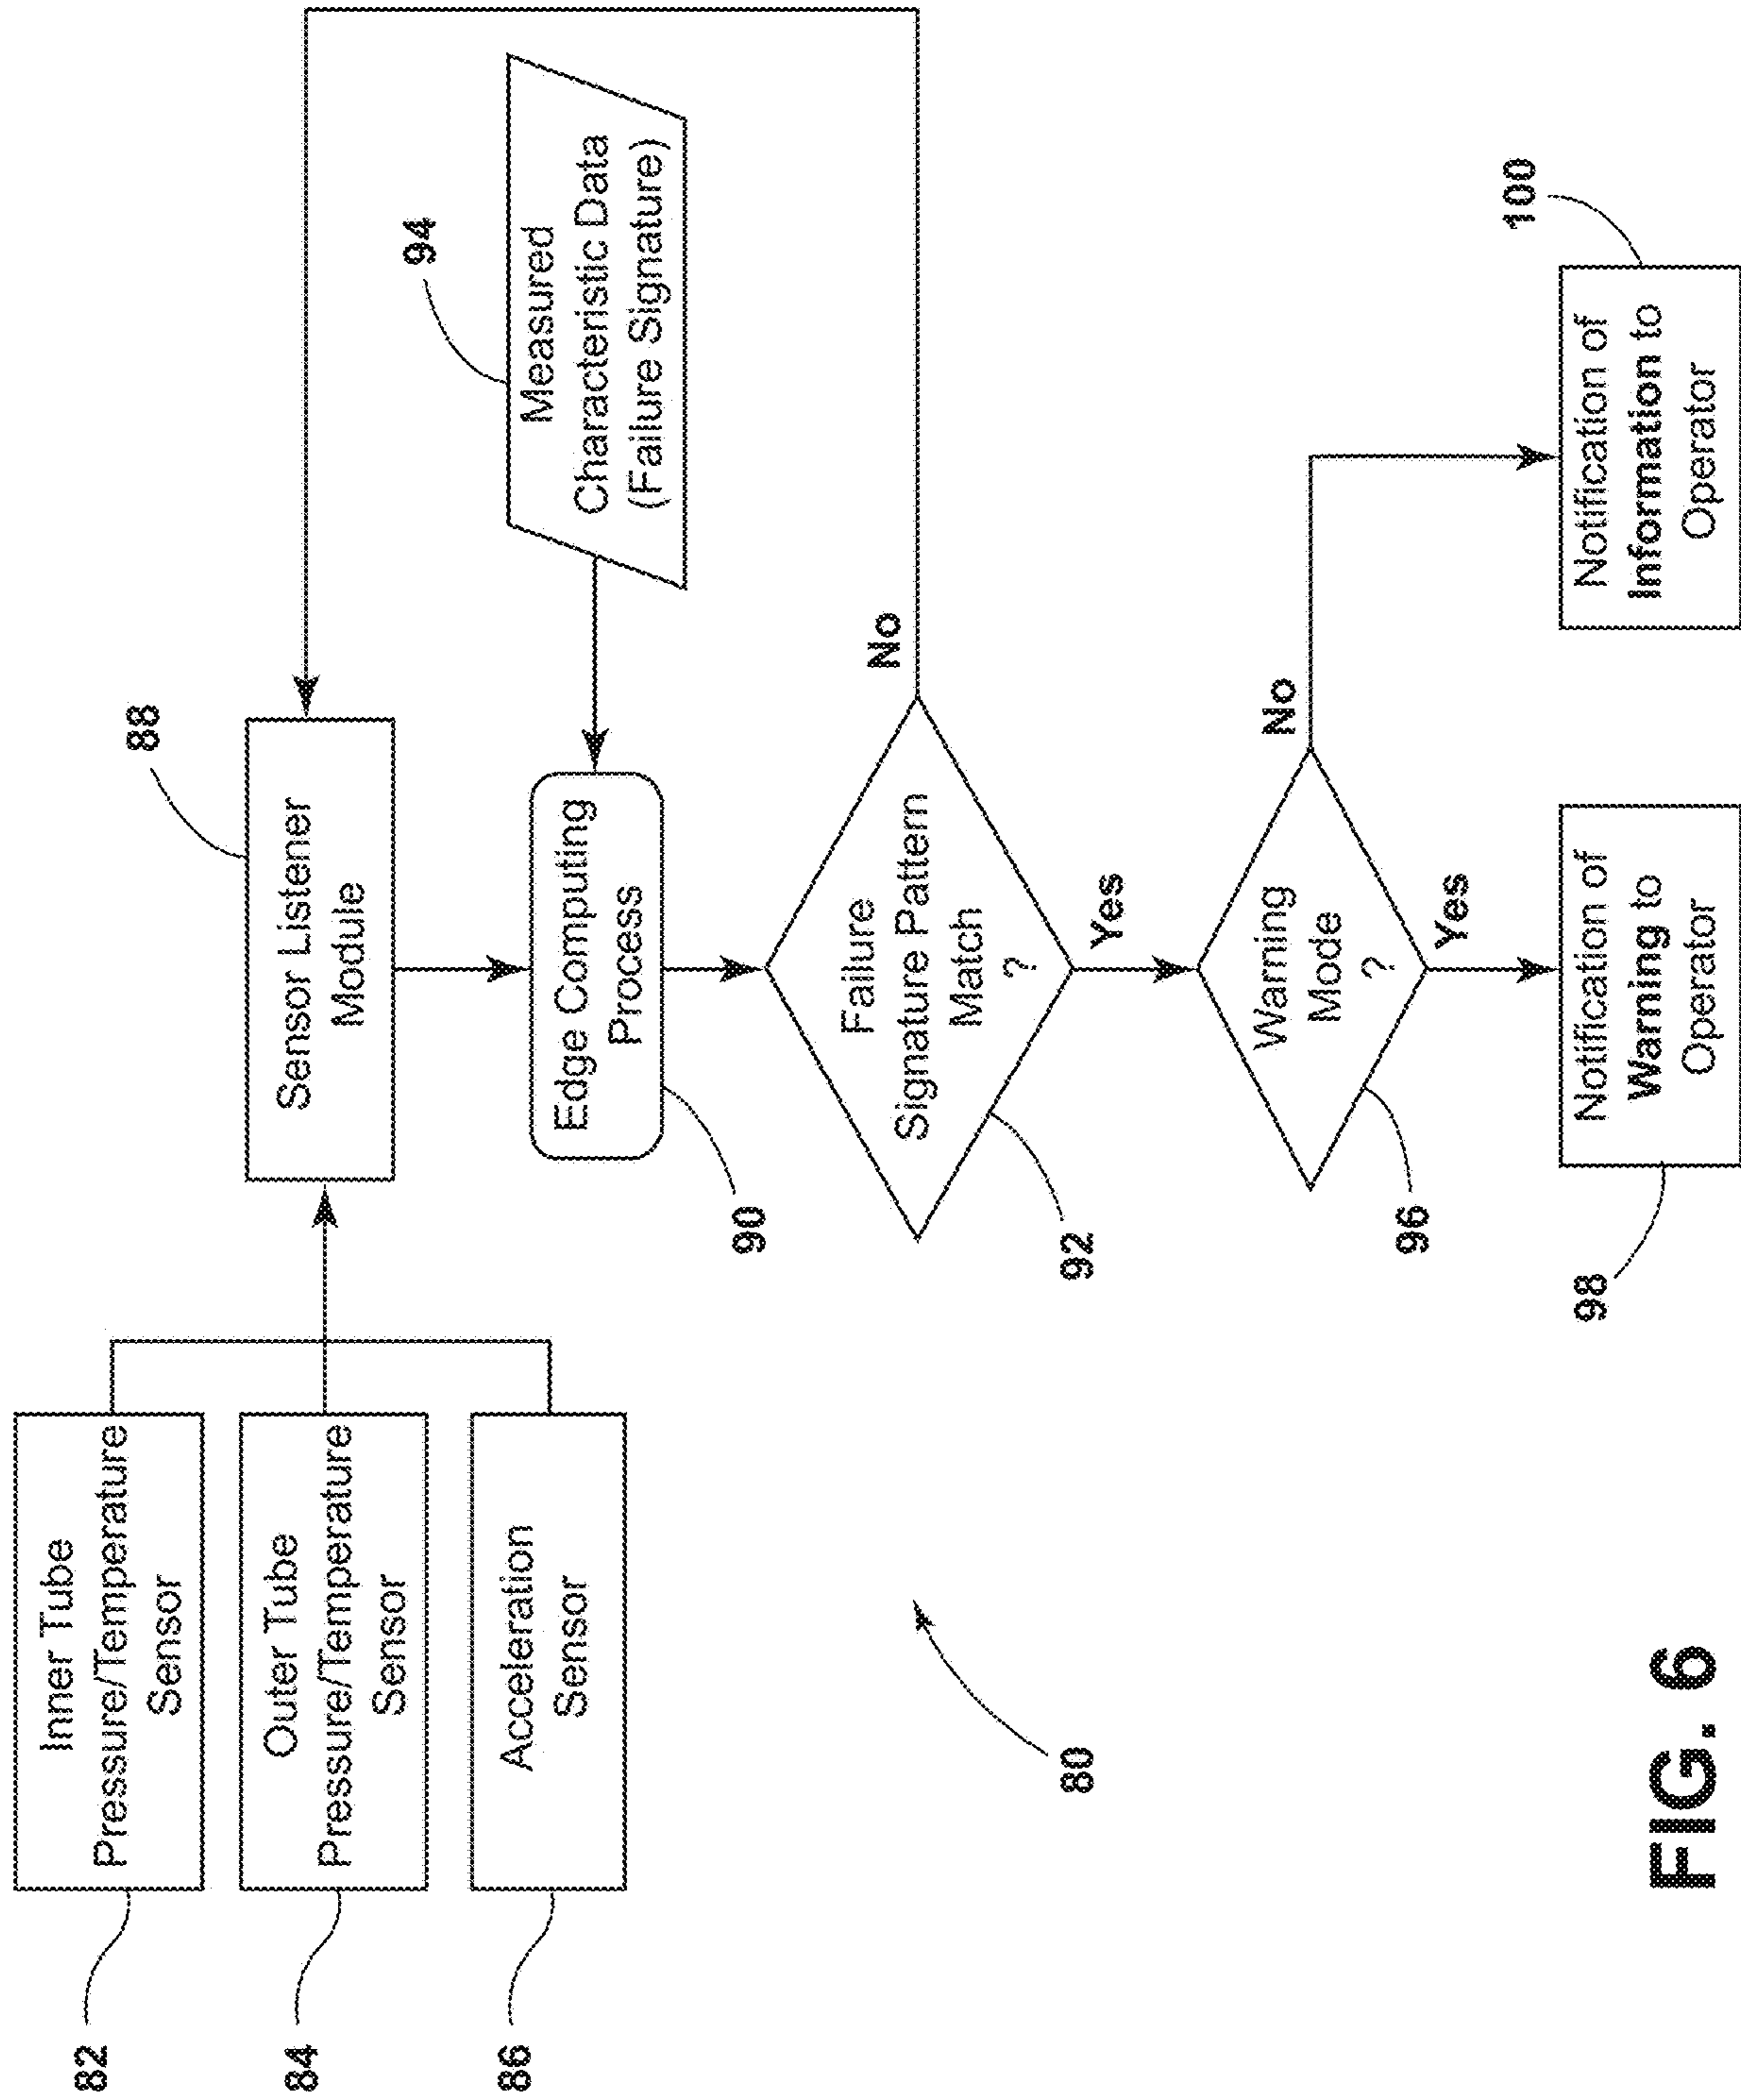 82
Inner Tube
Pressure/Temperature
Sensor
84
Outer Tube
Pressure/Temperature
Sensor
86
Acceleration
Sensor
88
Sensor Listener
Module
94
Measured
Characteristic Data
(Failure Signature)
90
Edge Computing
Process
92
Failure
Signature Pattern
Match
?
No
Yes
96
Warning
Mode
?
No
Yes
98
Notification of
Warning to
Operator
100
Notification of
Information to
Operator
80
FIG. 6